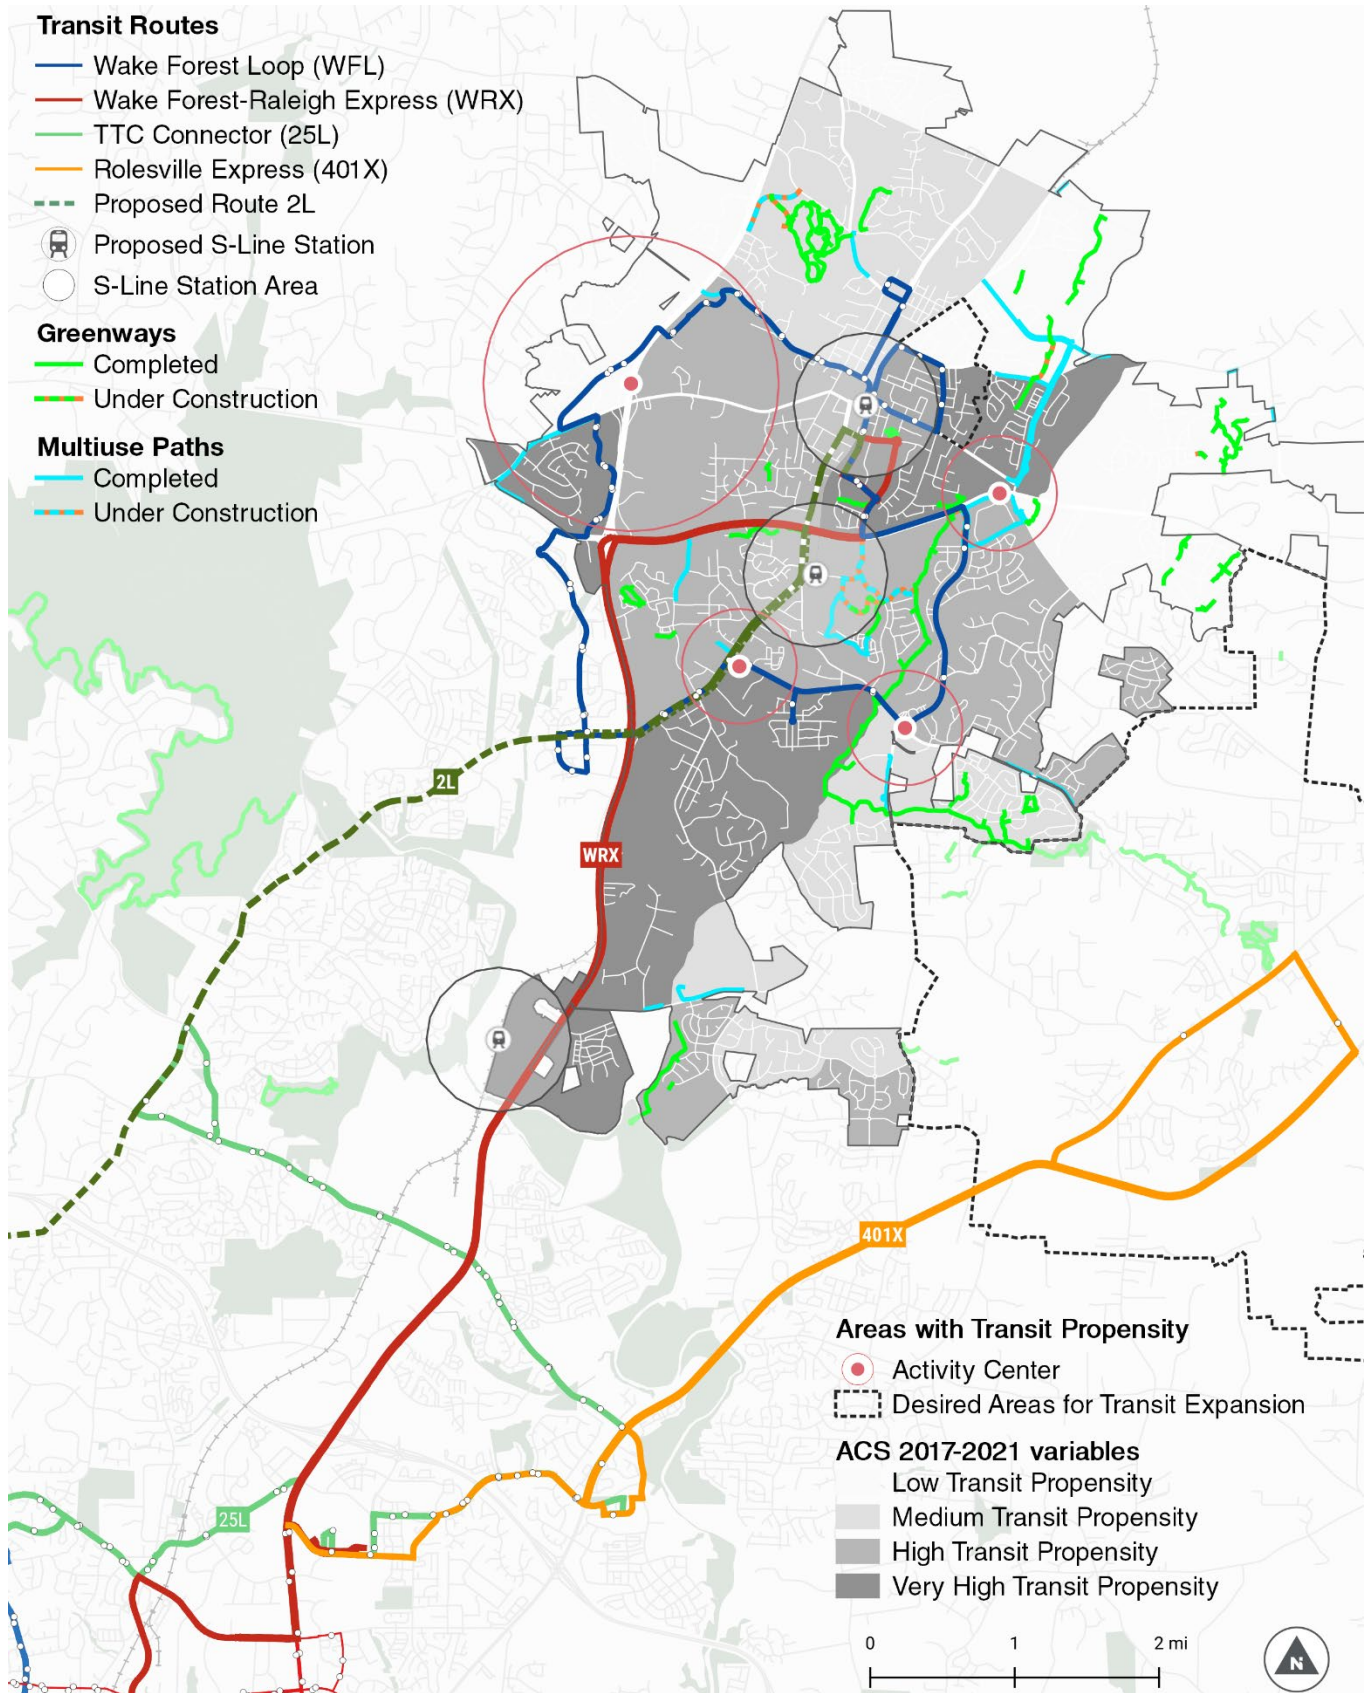 Transit Routes
Wake Forest Loop (WFL)
Wake Forest-Raleigh Express (WRX)
TTC Connector (25L)
Rolesville Express (401X)
Proposed Route 2L
Proposed S-Line Station
S-Line Station Area
Greenways
Completed
Under Construction
Multiuse Paths
Completed
Under Construction
2L
WRX
401X
25L
Areas with Transit Propensity
Activity Center
Desired Areas for Transit Expansion
ACS 2017-2021 variables
Low Transit Propensity
Medium Transit Propensity
High Transit Propensity
Very High Transit Propensity
0 1 2 mi
N